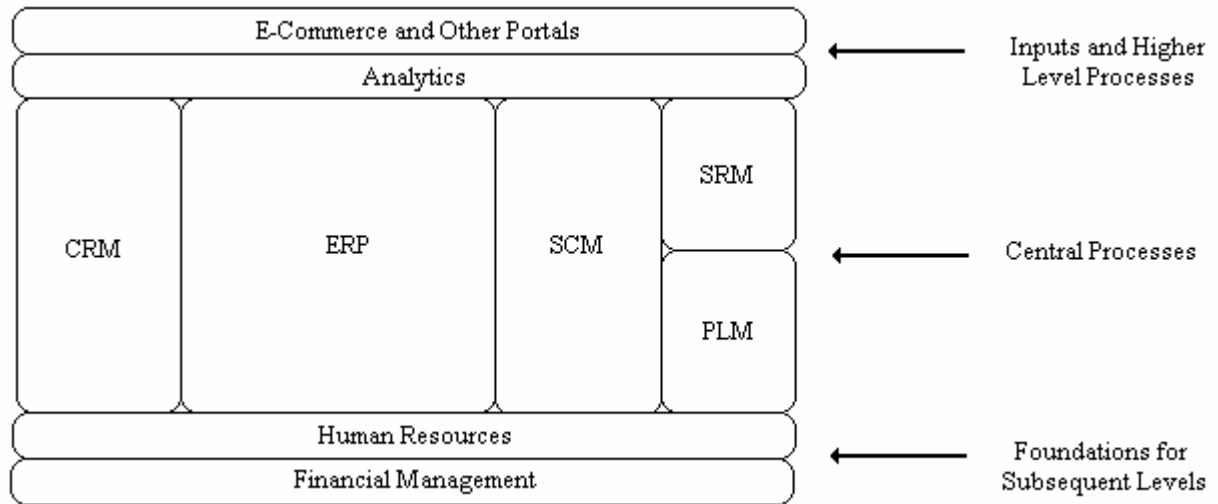 E-Commerce and Other Portals
Analytics
Inputs and Higher
Level Processes
CRM
ERP
SCM
SRM
PLM
Central Processes
Human Resources
Financial Management
Foundations for
Subsequent Levels